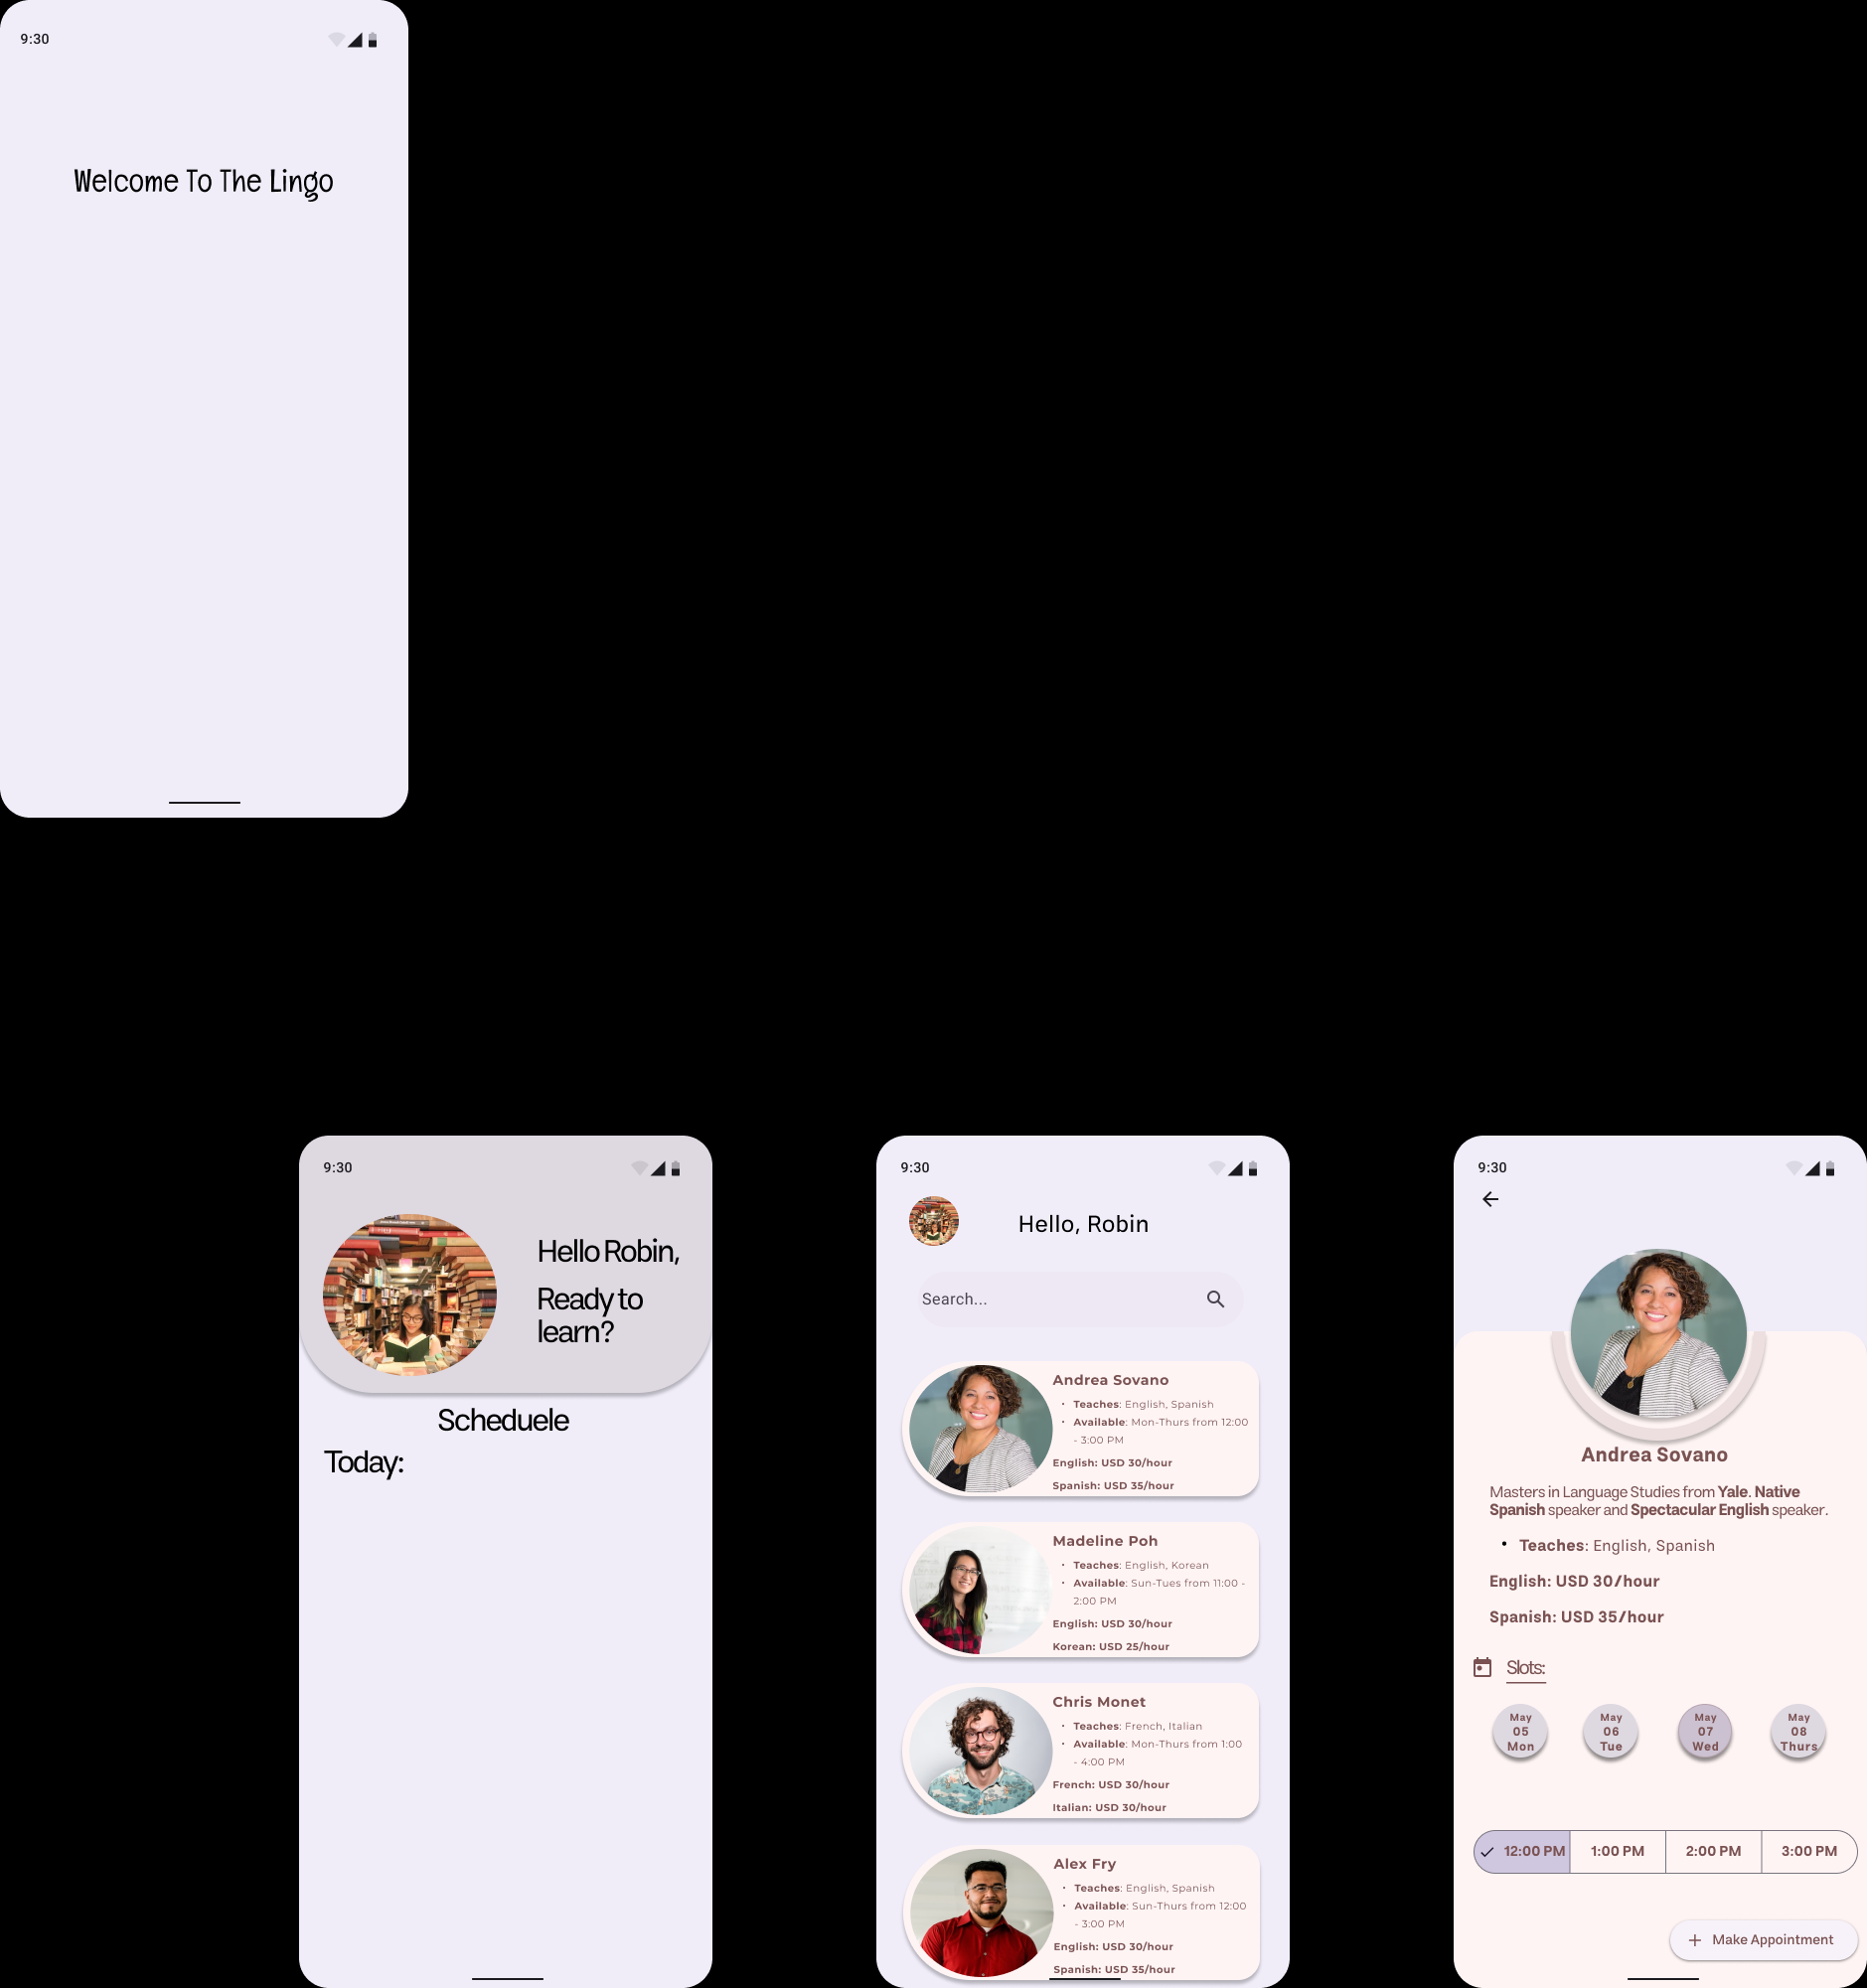 9:30
Welcome To The Lingo
9:30
Hello Robin,
Ready to
learn?
Scheduele
Today:
9:30
Hello, Robin
Search...
Andrea Sovano
• Teaches: English, Spanish
• Available: Mon-Thurs from 12:00
- 3:00 PM
English: USD 30/hour
Spanish: USD 35/hour
Madeline Poh
• Teaches: English, Korean
• Available: Sun-Tues from 11:00 -
2:00 PM
English: USD 30/hour
Korean: USD 25/hour
Chris Monet
• Teaches: French, Italian
• Available: Mon-Thurs from 1:00
- 4:00 PM
French: USD 30/hour
Italian: USD 30/hour
Alex Fry
• Teaches: English, Spanish
• Available: Sun-Thurs from 12:00
- 3:00 PM
English: USD 30/hour
Spanish: USD 35/hour
9:30
Andrea Sovano
Masters in Language Studies from Yale. Native
Spanish speaker and Spectacular English speaker.
• Teaches: English, Spanish
English: USD 30/hour
Spanish: USD 35/hour
Slots:
May
05
Mon
May
06
Tue
May
07
Wed
May
08
Thurs
12:00 PM 1:00 PM 2:00 PM 3:00 PM
+ Make Appointment